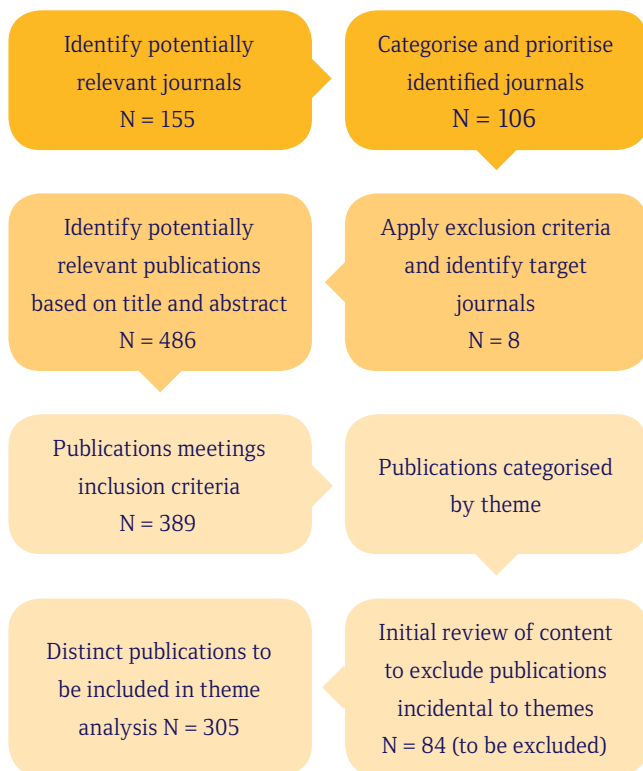 Identify potentially
relevant journals
N = 155
Categorise and prioritise
identified journals
N = 106
Apply exclusion criteria
and identify target
journals
N = 8
Identify potentially
relevant publications
based on title and abstract
N = 486
Publications meetings
inclusion criteria
N = 389
Publications categorised
by theme
Initial review of content
to exclude publications
incidental to themes
N = 84 (to be excluded)
Distinct publications to
be included in theme
analysis N = 305